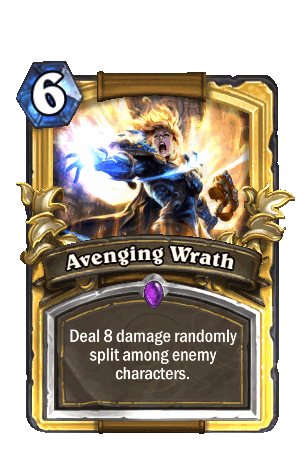 6
Avenging Wrath
Deal 8 damage randomly
split among enemy
characters.